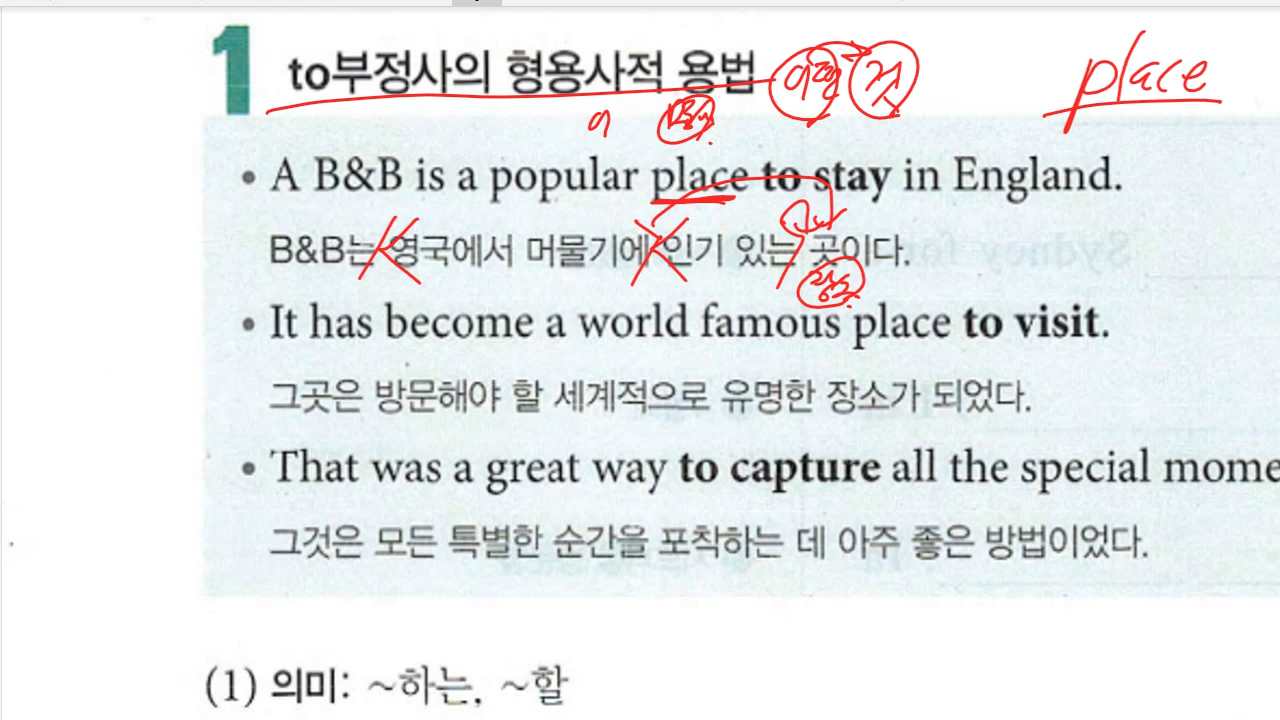 1 to부정사의 형용사적 용법
place
• A B&B is a popular place to stay in England.
B&B는 영국에서 머물기에 인기 있는 곳이다.
장소
• It has become a world famous place to visit.
그곳은 방문해야 할 세계적으로 유명한 장소가 되었다.
• That was a great way to capture all the special mome
그것은 모든 특별한 순간을 포착하는 데 아주 좋은 방법이었다.
(1) 의미: ~하는, ~할